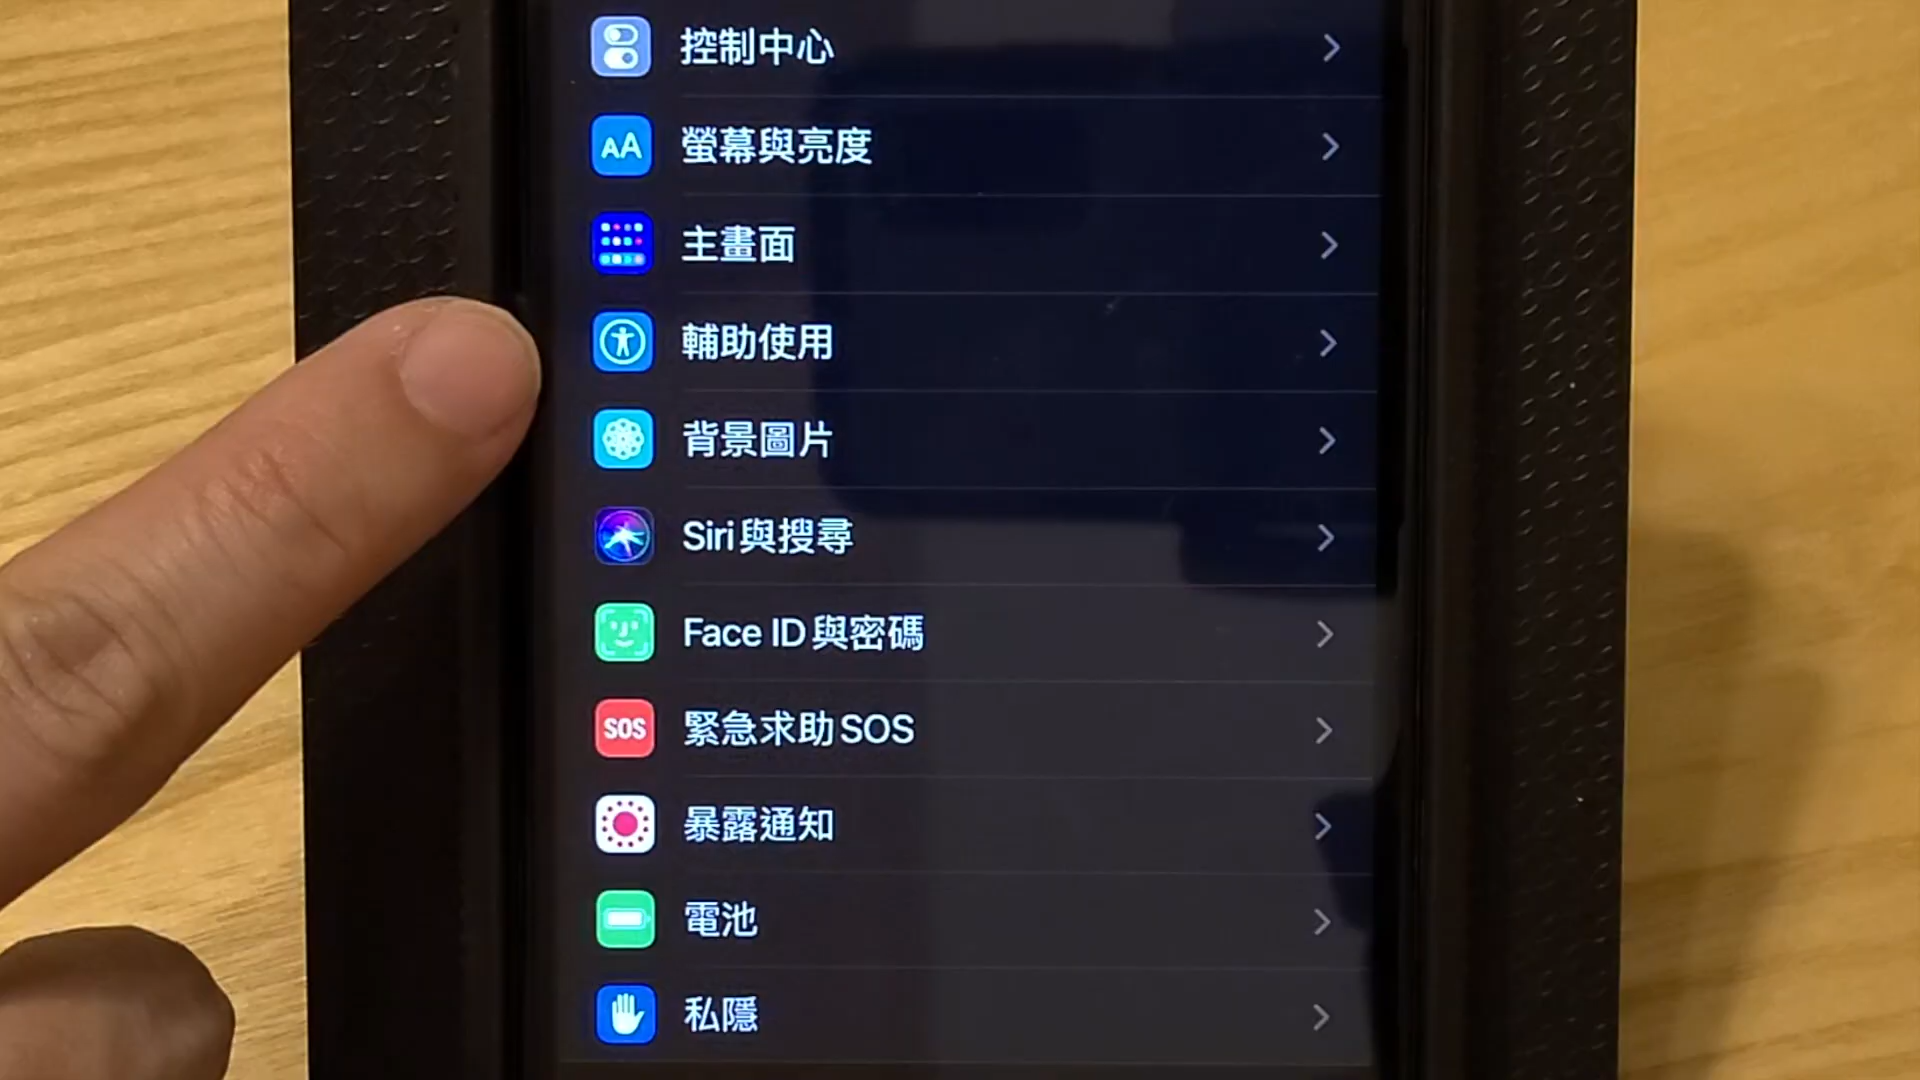 控制中心
AA 螢幕與亮度
主畫面
輔助使用
背景圖片
Siri與搜尋
Face ID與密碼
SOS 緊急求助SOS
暴露通知
電池
私隱